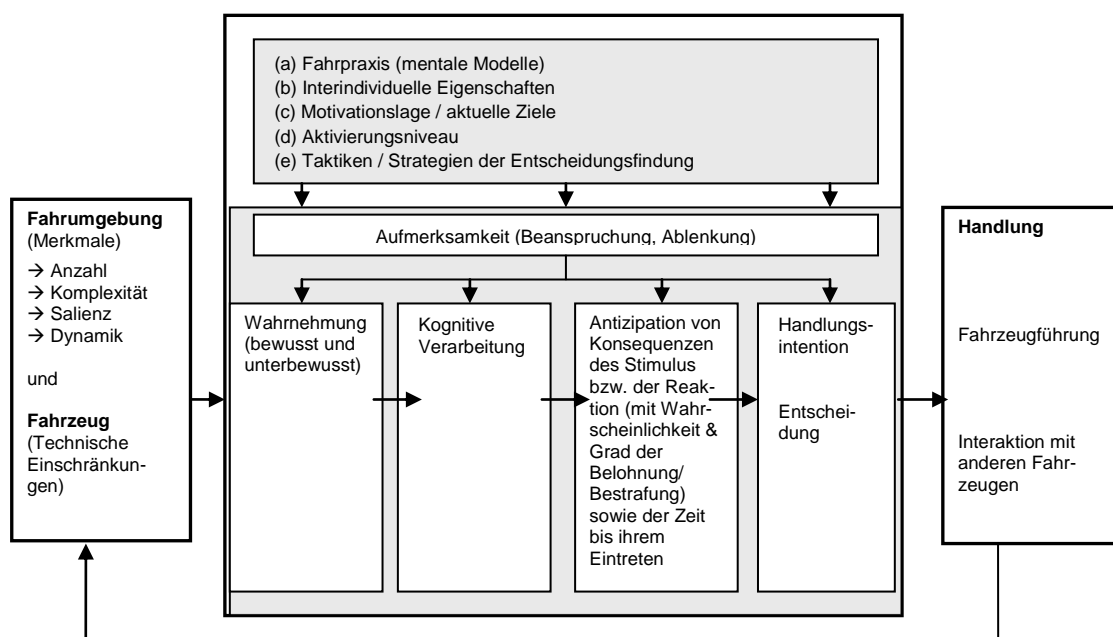 (a) Fahrpraxis (mentale Modelle)
(b) Interindividuelle Eigenschaften
(c) Motivationslage / aktuelle Ziele
(d) Aktivierungsniveau
(e) Taktiken / Strategien der Entscheidungsfindung
Fahrumgebung
(Merkmale)
→ Anzahl
→ Komplexität
→ Salienz
→ Dynamik
und
Fahrzeug
(Technische
Einschränkun-
gen)
Aufmerksamkeit (Beanspruchung, Ablenkung)
Wahrnehmung
(bewusst und
unterbewusst)
Kognitive
Verarbeitung
Antizipation von
Konsequenzen
des Stimulus
bzw. der Reak-
tion (mit Wahr-
scheinlichkeit &
Grad der
Belohnung/
Bestrafung)
sowie der Zeit
bis ihrem
Eintreten
Handlungs-
intention
Entschei-
dung
Handlung
Fahrzeugführung
Interaktion mit
anderen Fahr-
zeugen